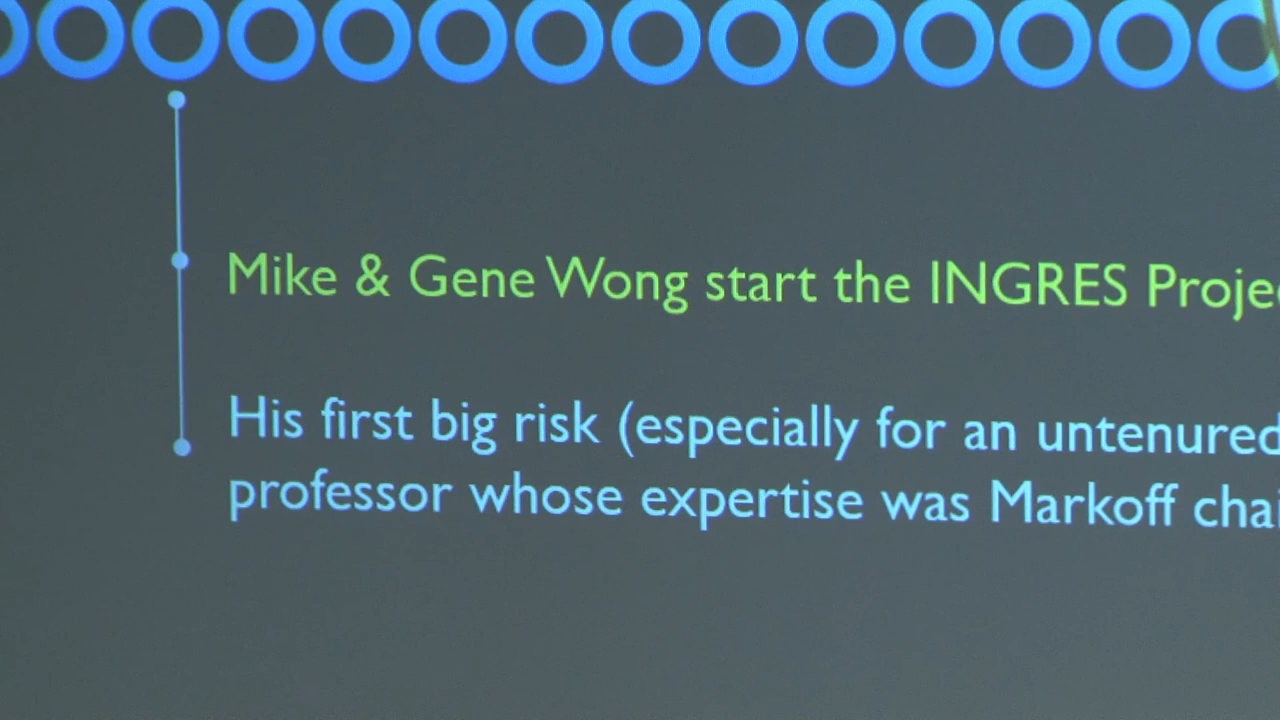 Mike & Gene Wong start the INGRES Projec
His first big risk (especially for an untenured
professor whose expertise was Markoff chai